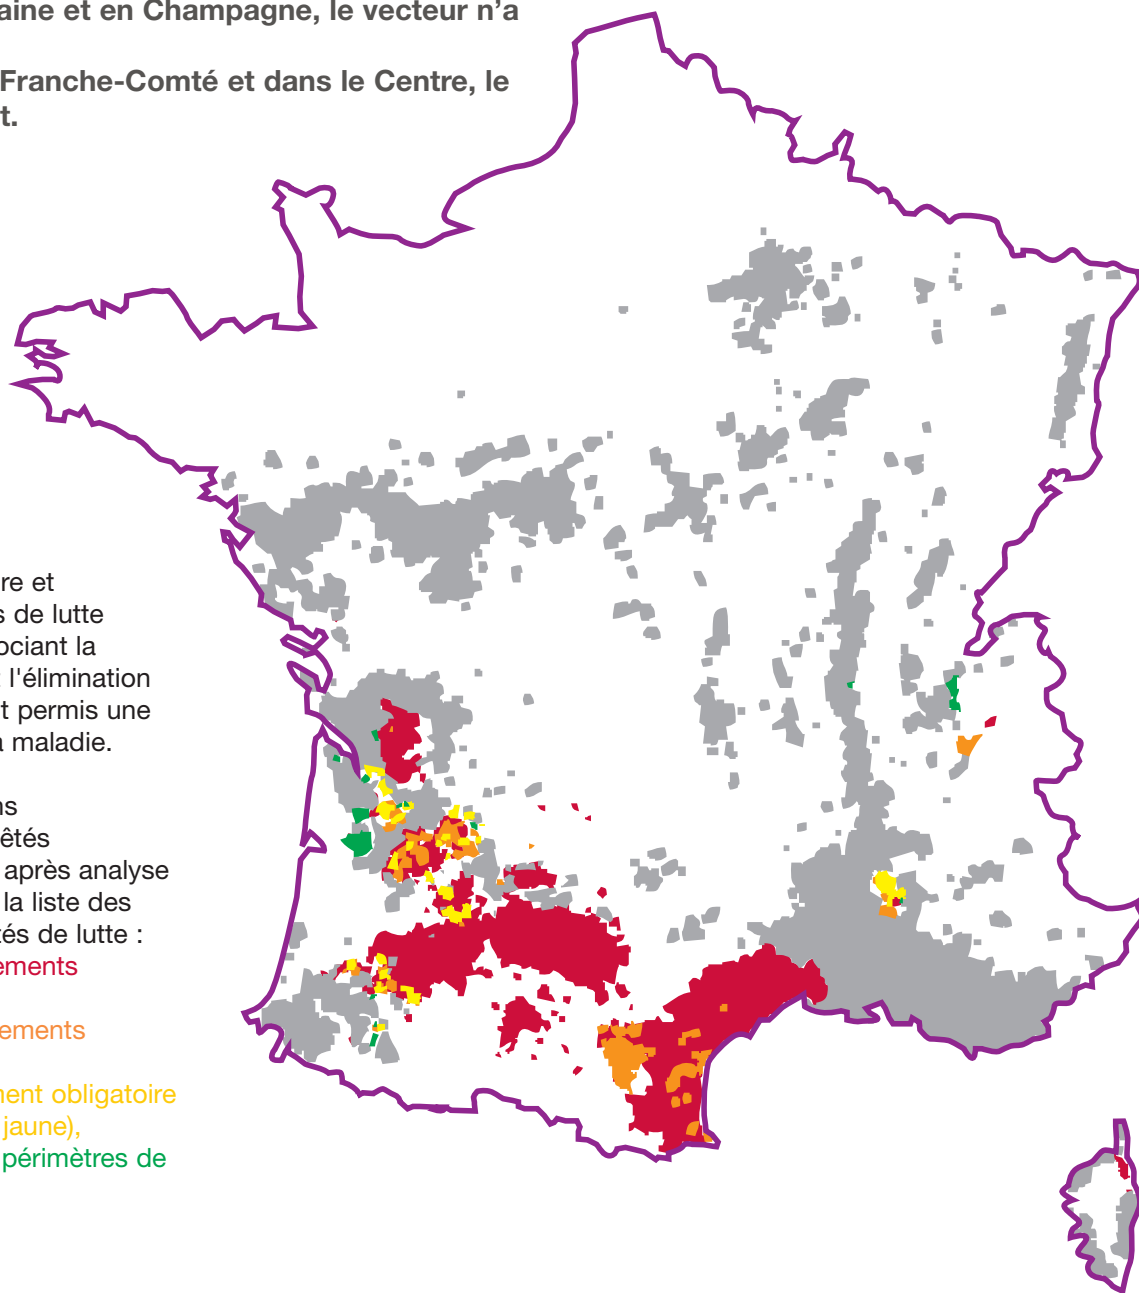 aine et en Champagne, le vecteur n’a
Franche-Comté et dans le Centre, le
t.
re et
s de lutte
ociant la
t l'élimination
t permis une
a maladie.
ns
êtés
après analyse
la liste des
tés de lutte :
ements
ements
nent obligatoire
jaune),
périmètres de